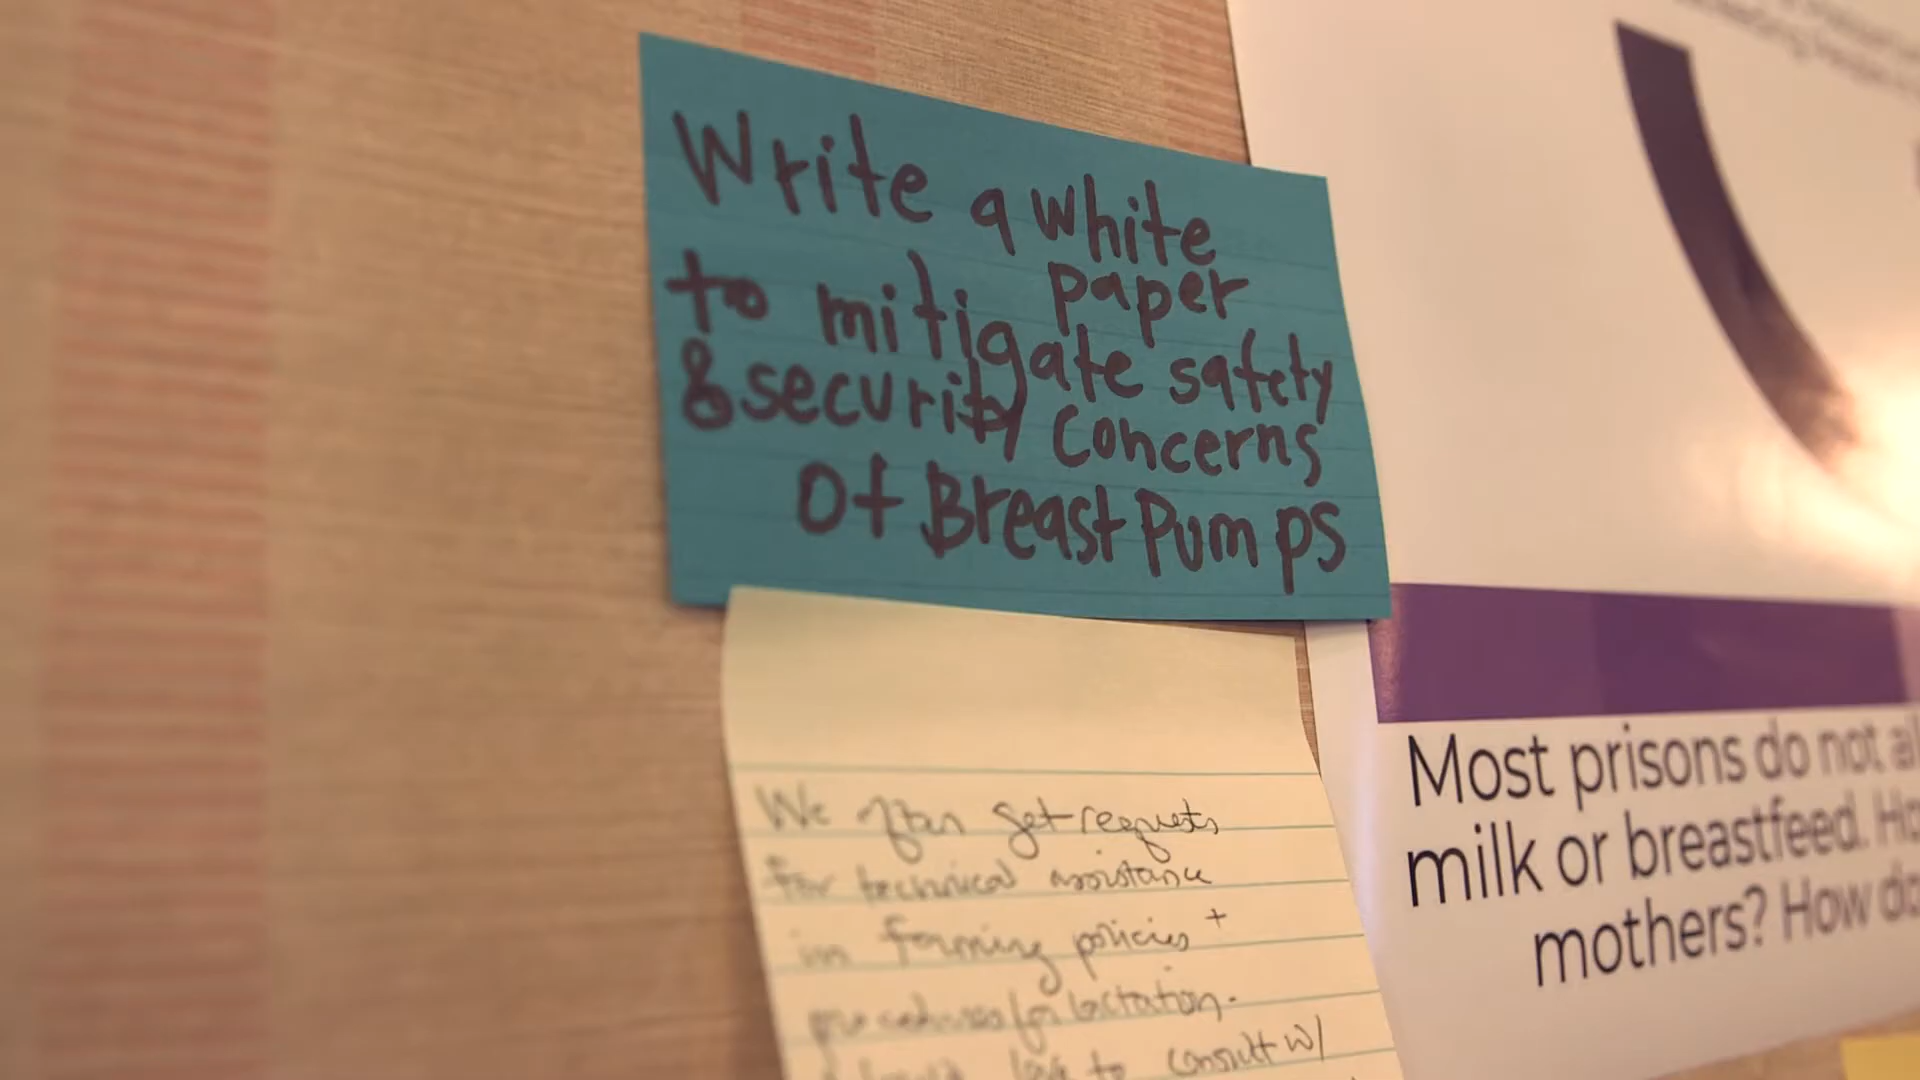 Write a white
paper
to mitigate safety
& security concerns
of Breast Pumps
We often get requests
for technical assistance
in forming policies +
procedures for lactation.
to consult w/
Most prisons do not al
milk or breastfeed. Ho
mothers? How do